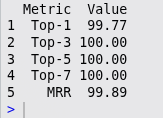 Metric  Value
1  Top-1  99.77
2  Top-3 100.00
3  Top-5 100.00
4  Top-7 100.00
5    MRR  99.89
>